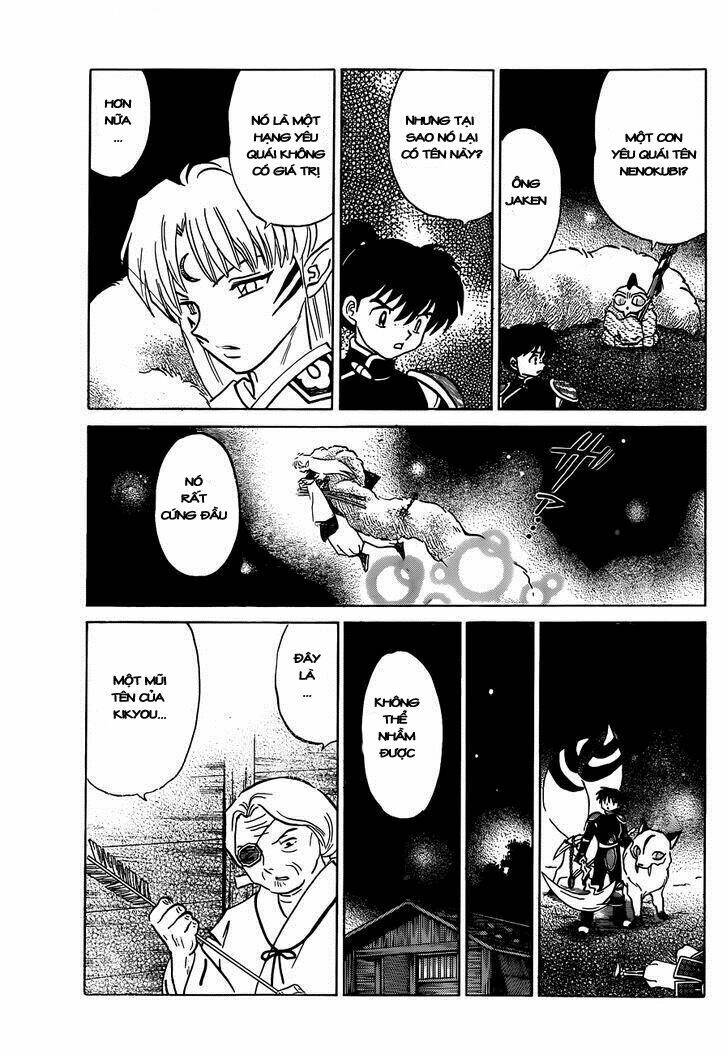 MỘT CON
YÊU QUÁI TÊN
NENOKUBI?
ÔNG
JAKEN
NHƯNG TẠI
SAO NÓ LẠI
CÓ TÊN NÀY?
NÓ LÀ MỘT
HẠNG YÊU
QUÁI KHÔNG
CÓ GIÁ TRỊ
HƠN
NỮA
...
NÓ
RẤT
CỨNG ĐẦU
KHÔNG
THỂ
NHẦM
ĐƯỢC
ĐÂY
LÀ
...
MỘT MŨI
TÊN CỦA
KIKYOU...